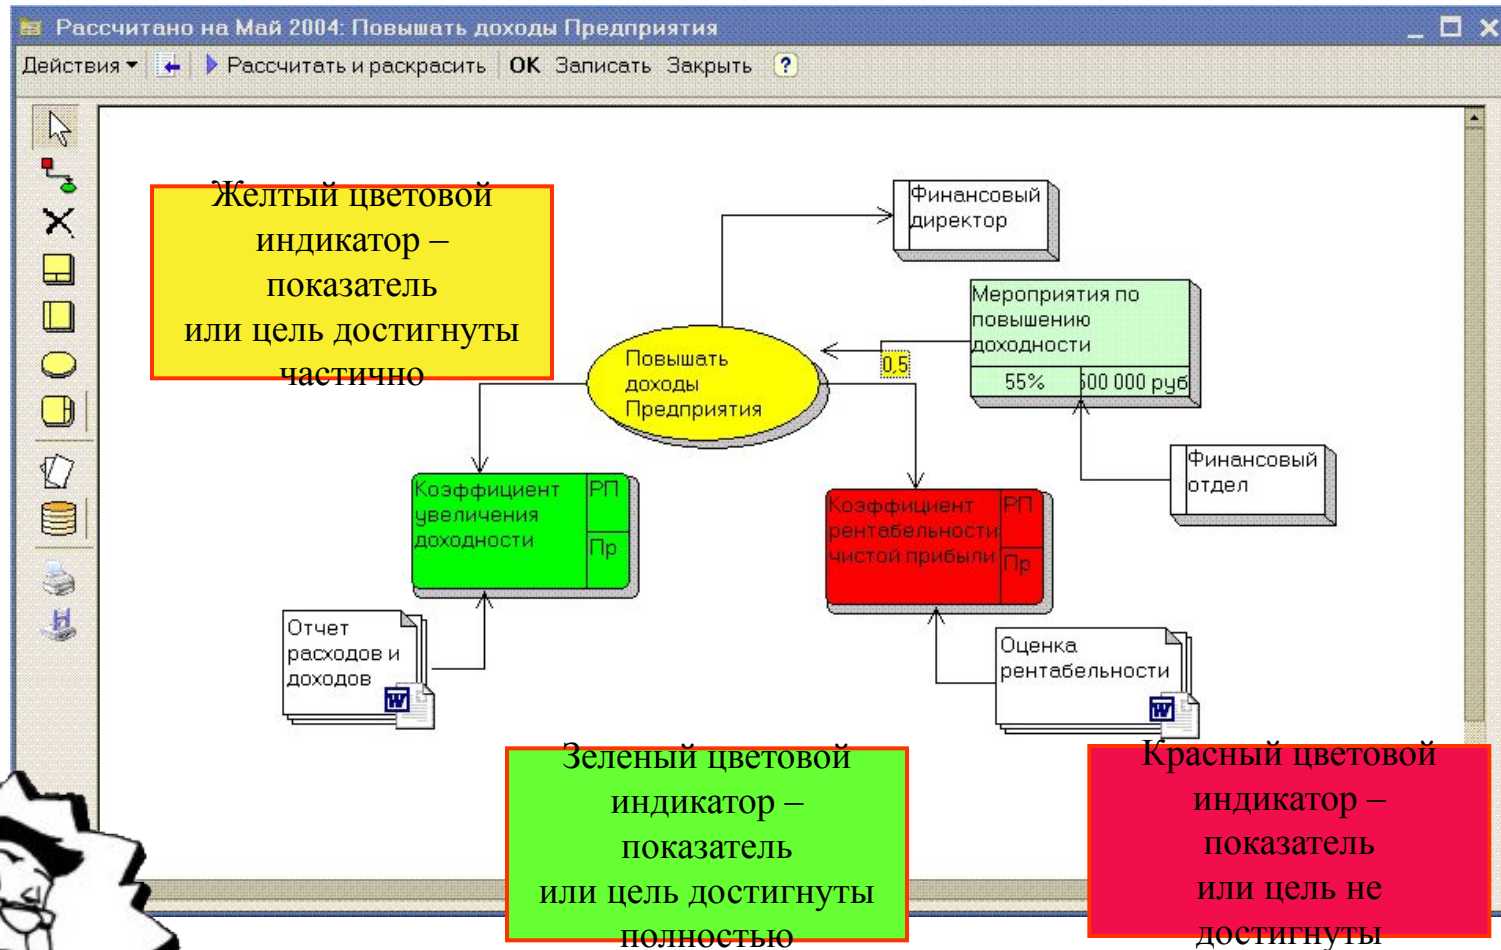 Рассчитано на Май 2004: Повышать доходы Предприятия
Действия Рассчитать и раскрасить OK Записать Закрыть ?
Желтый цветовой
индикатор –
показатель
или цель достигнуты
частично
Финансовый
директор
Мероприятия по
повышению
доходности
55% 500 000 руб
0,5
Повышать
доходы
Предприятия
Финансовый
отдел
Коэффициент
увеличения
доходности
РП
Пр
Коэффициент
рентабельности
чистой прибыли
РП
Пр
Отчет
расходов и
доходов
W
Оценка
рентабельности
W
Зеленый цветовой
индикатор –
показатель
или цель достигнуты
полностью
Красный цветовой
индикатор –
показатель
или цель не
достигнуты